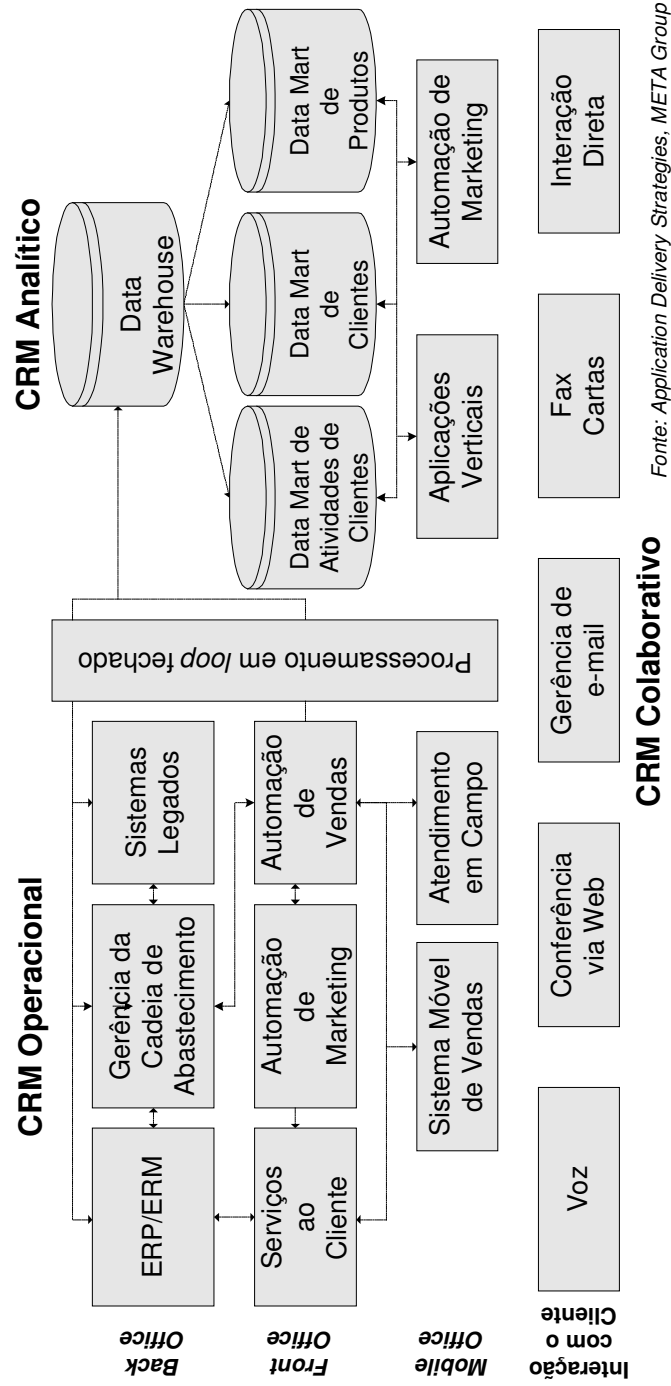 CRM Operacional
CRM Analítico
Back
Office
ERP/ERM
Gerência da
Cadeia de
Abastecimento
Sistemas
Legados
Processamento em loop fechado
Data
Warehouse
Front
Office
Serviços
ao
Cliente
Automação
de
Marketing
Automação
de
Vendas
Data Mart de
Atividades de
Clientes
Data Mart
de
Clientes
Data Mart
de
Produtos
Mobile
Office
Sistema Móvel
de Vendas
Atendimento
em Campo
Aplicações
Verticais
Automação de
Marketing
Interação
com o
Cliente
Voz
Conferência
via Web
Gerência de
e-mail
Fax
Cartas
Interação
Direta
CRM Colaborativo
Fonte: Application Delivery Strategies, META Group